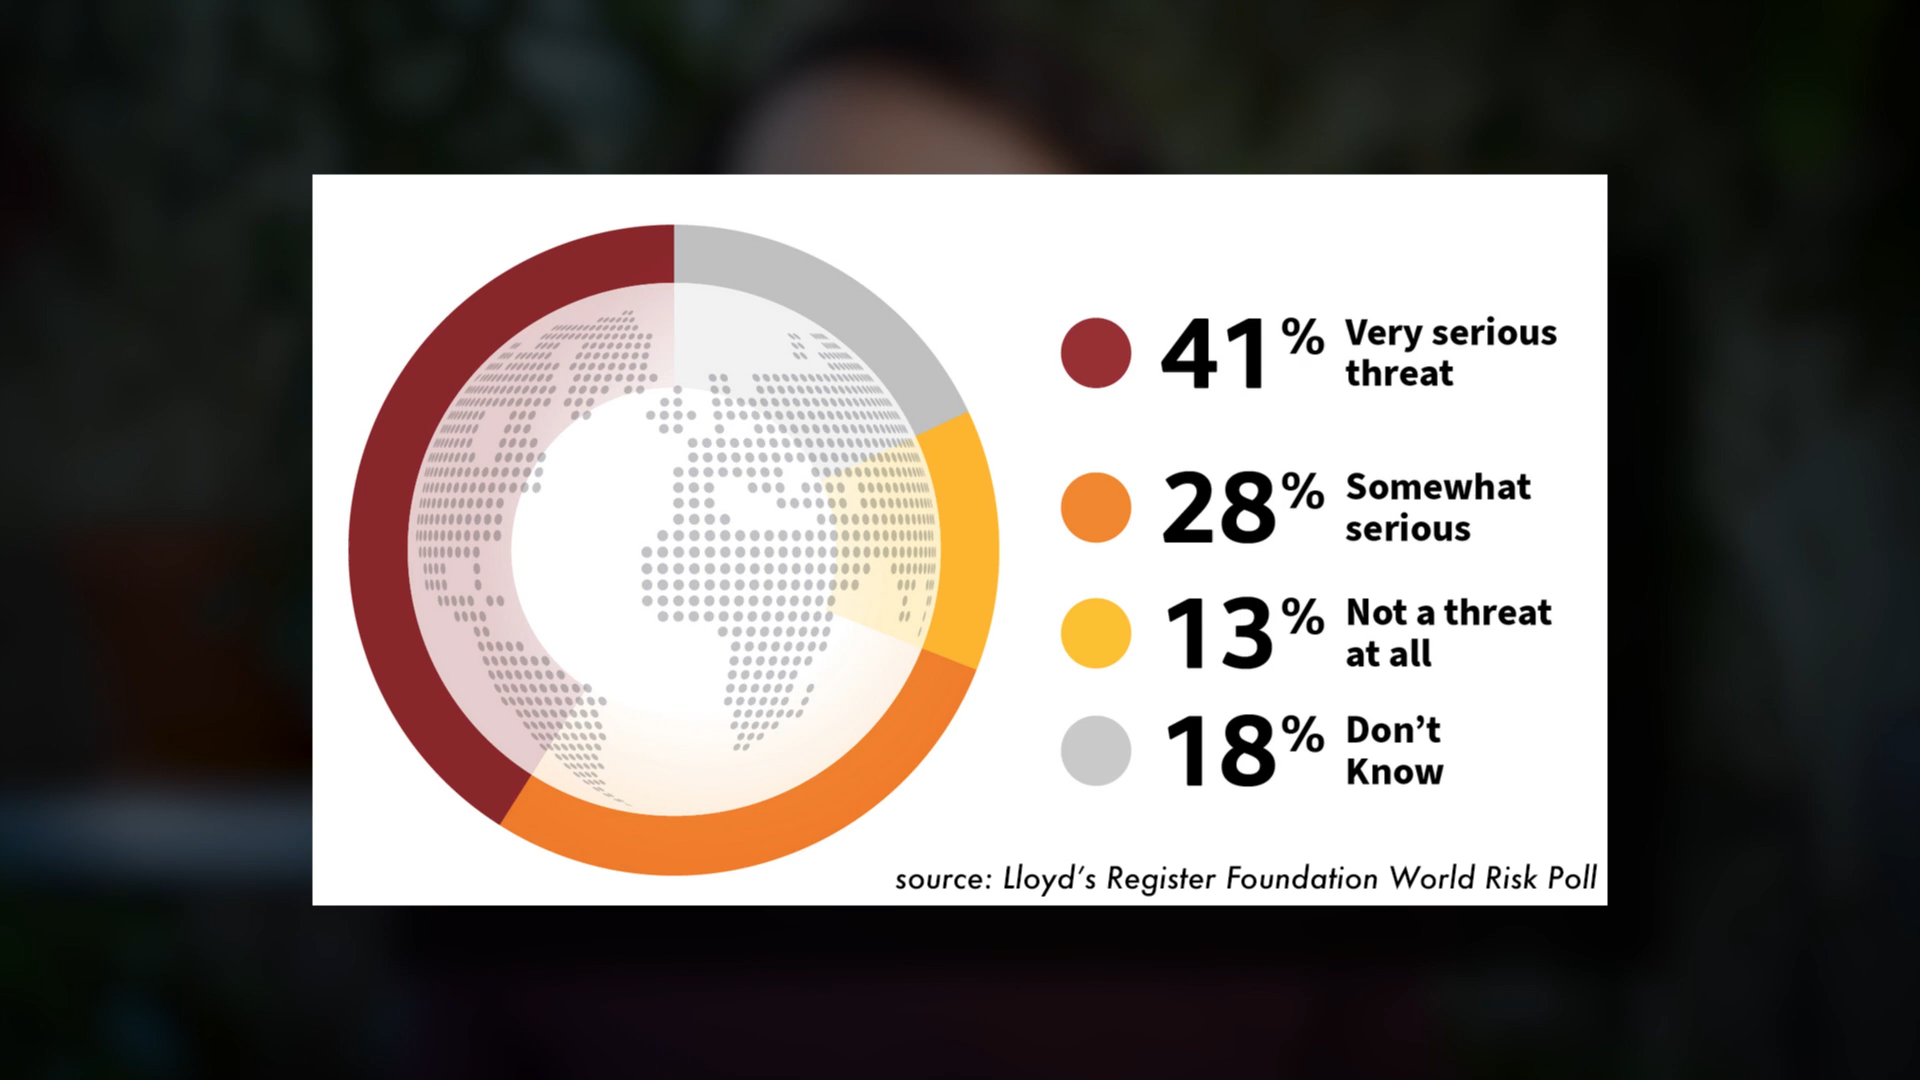 41% Very serious
threat
28% Somewhat
serious
13% Not a threat
at all
18% Don’t
Know
source: Lloyd’s Register Foundation World Risk Poll